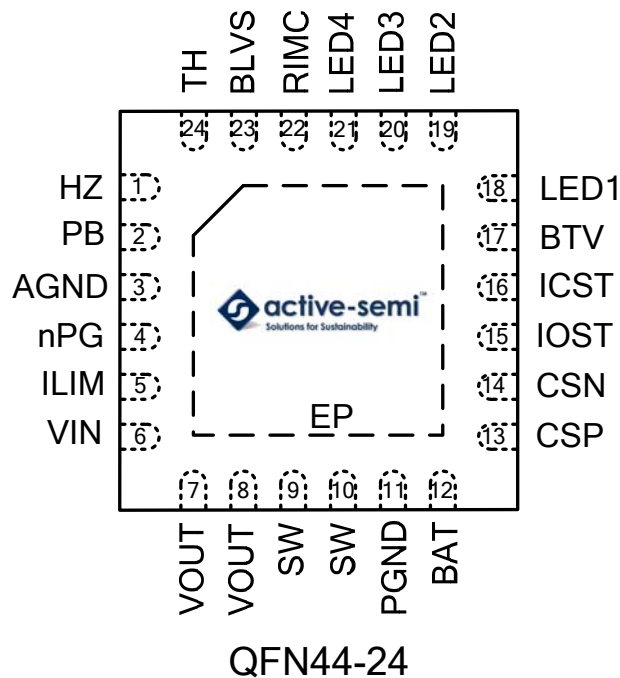 TH
BLVS
RIMC
LED4
LED3
LED2
24
23
22
21
20
19
HZ 1
PB 2
AGND 3
nPG 4
ILIM 5
VIN 6
18 LED1
17 BTV
16 ICST
15 IOST
14 CSN
13 CSP
active-semi™
Solutions for Sustainability
EP
7
8
9
10
11
12
VOUT
VOUT
SW
SW
PGND
BAT
QFN44-24